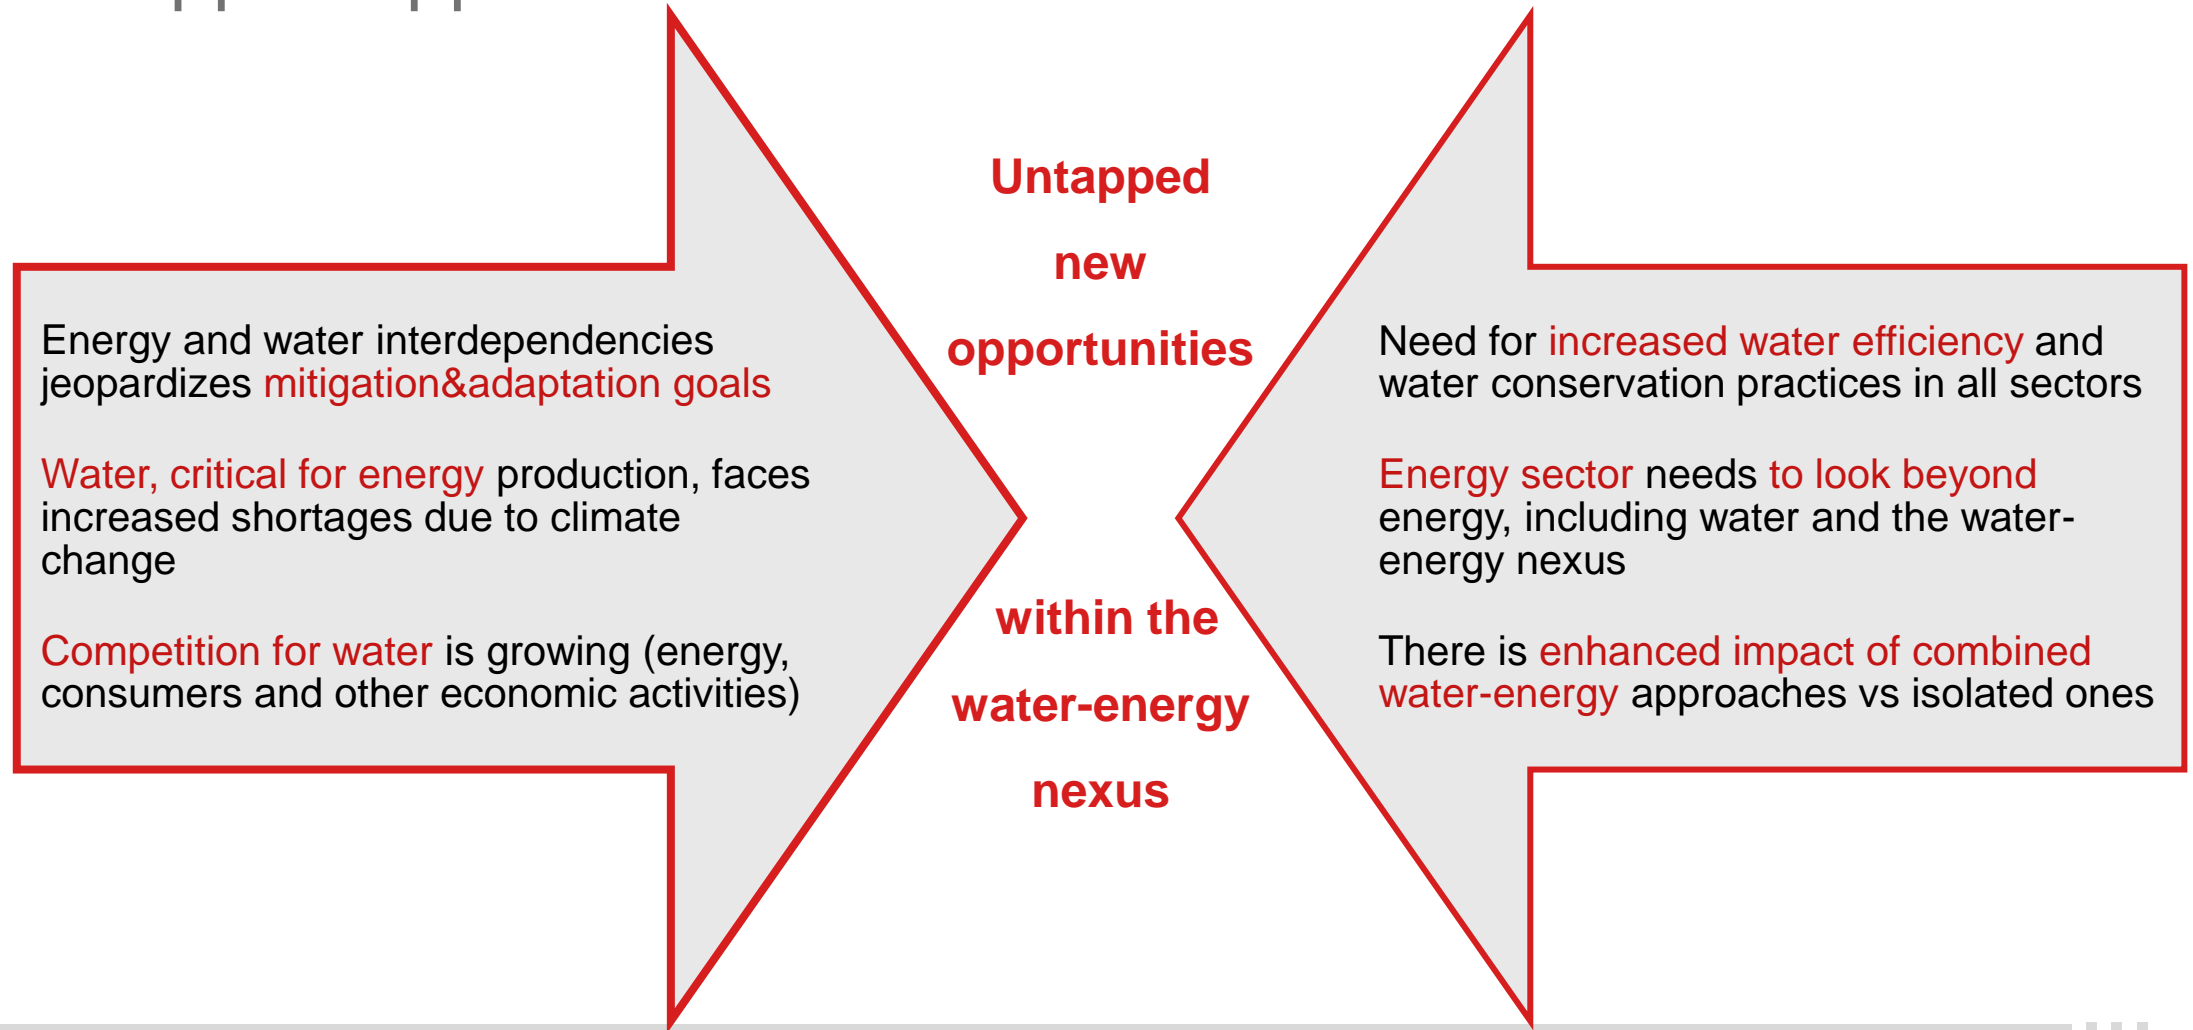 Energy and water interdependencies
jeopardizes mitigation&adaptation goals
Water, critical for energy production, faces
increased shortages due to climate
change
Competition for water is growing (energy,
consumers and other economic activities)
Untapped
new
opportunities
within the
water-energy
nexus
Need for increased water efficiency and
water conservation practices in all sectors
Energy sector needs to look beyond
energy, including water and the water-
energy nexus
There is enhanced impact of combined
water-energy approaches vs isolated ones